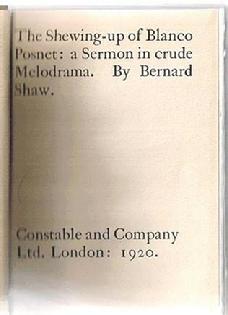 The Shewing-up of Blanco
Posnet: a Sermon in crude
Melodrama. By Bernard
Shaw.
Constable and Company
Ltd. London: 1920.